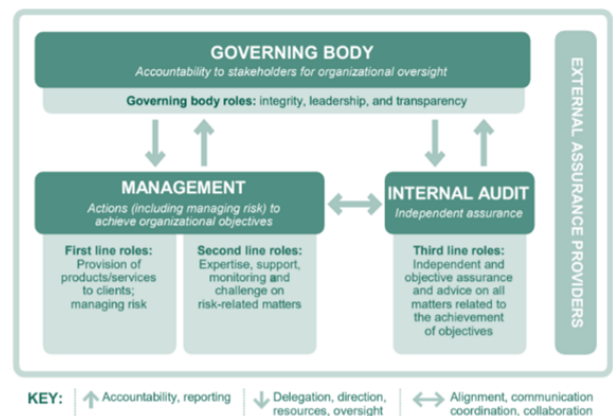 GOVERNING BODY
Accountability to stakeholders for organizational oversight
Governing body roles: integrity, leadership, and transparency
MANAGEMENT
Actions (including managing risk) to
achieve organizational objectives
First line roles:
Provision of
products/services
to clients;
managing risk
Second line roles:
Expertise, support,
monitoring and
challenge on
risk-related matters
INTERNAL AUDIT
Independent assurance
Third line roles:
Independent and
objective assurance
and advice on all
matters related to
the achievement
of objectives
EXTERNAL ASSURANCE PROVIDERS
KEY:
Accountability, reporting
Delegation, direction,
resources, oversight
Alignment, communication
coordination, collaboration